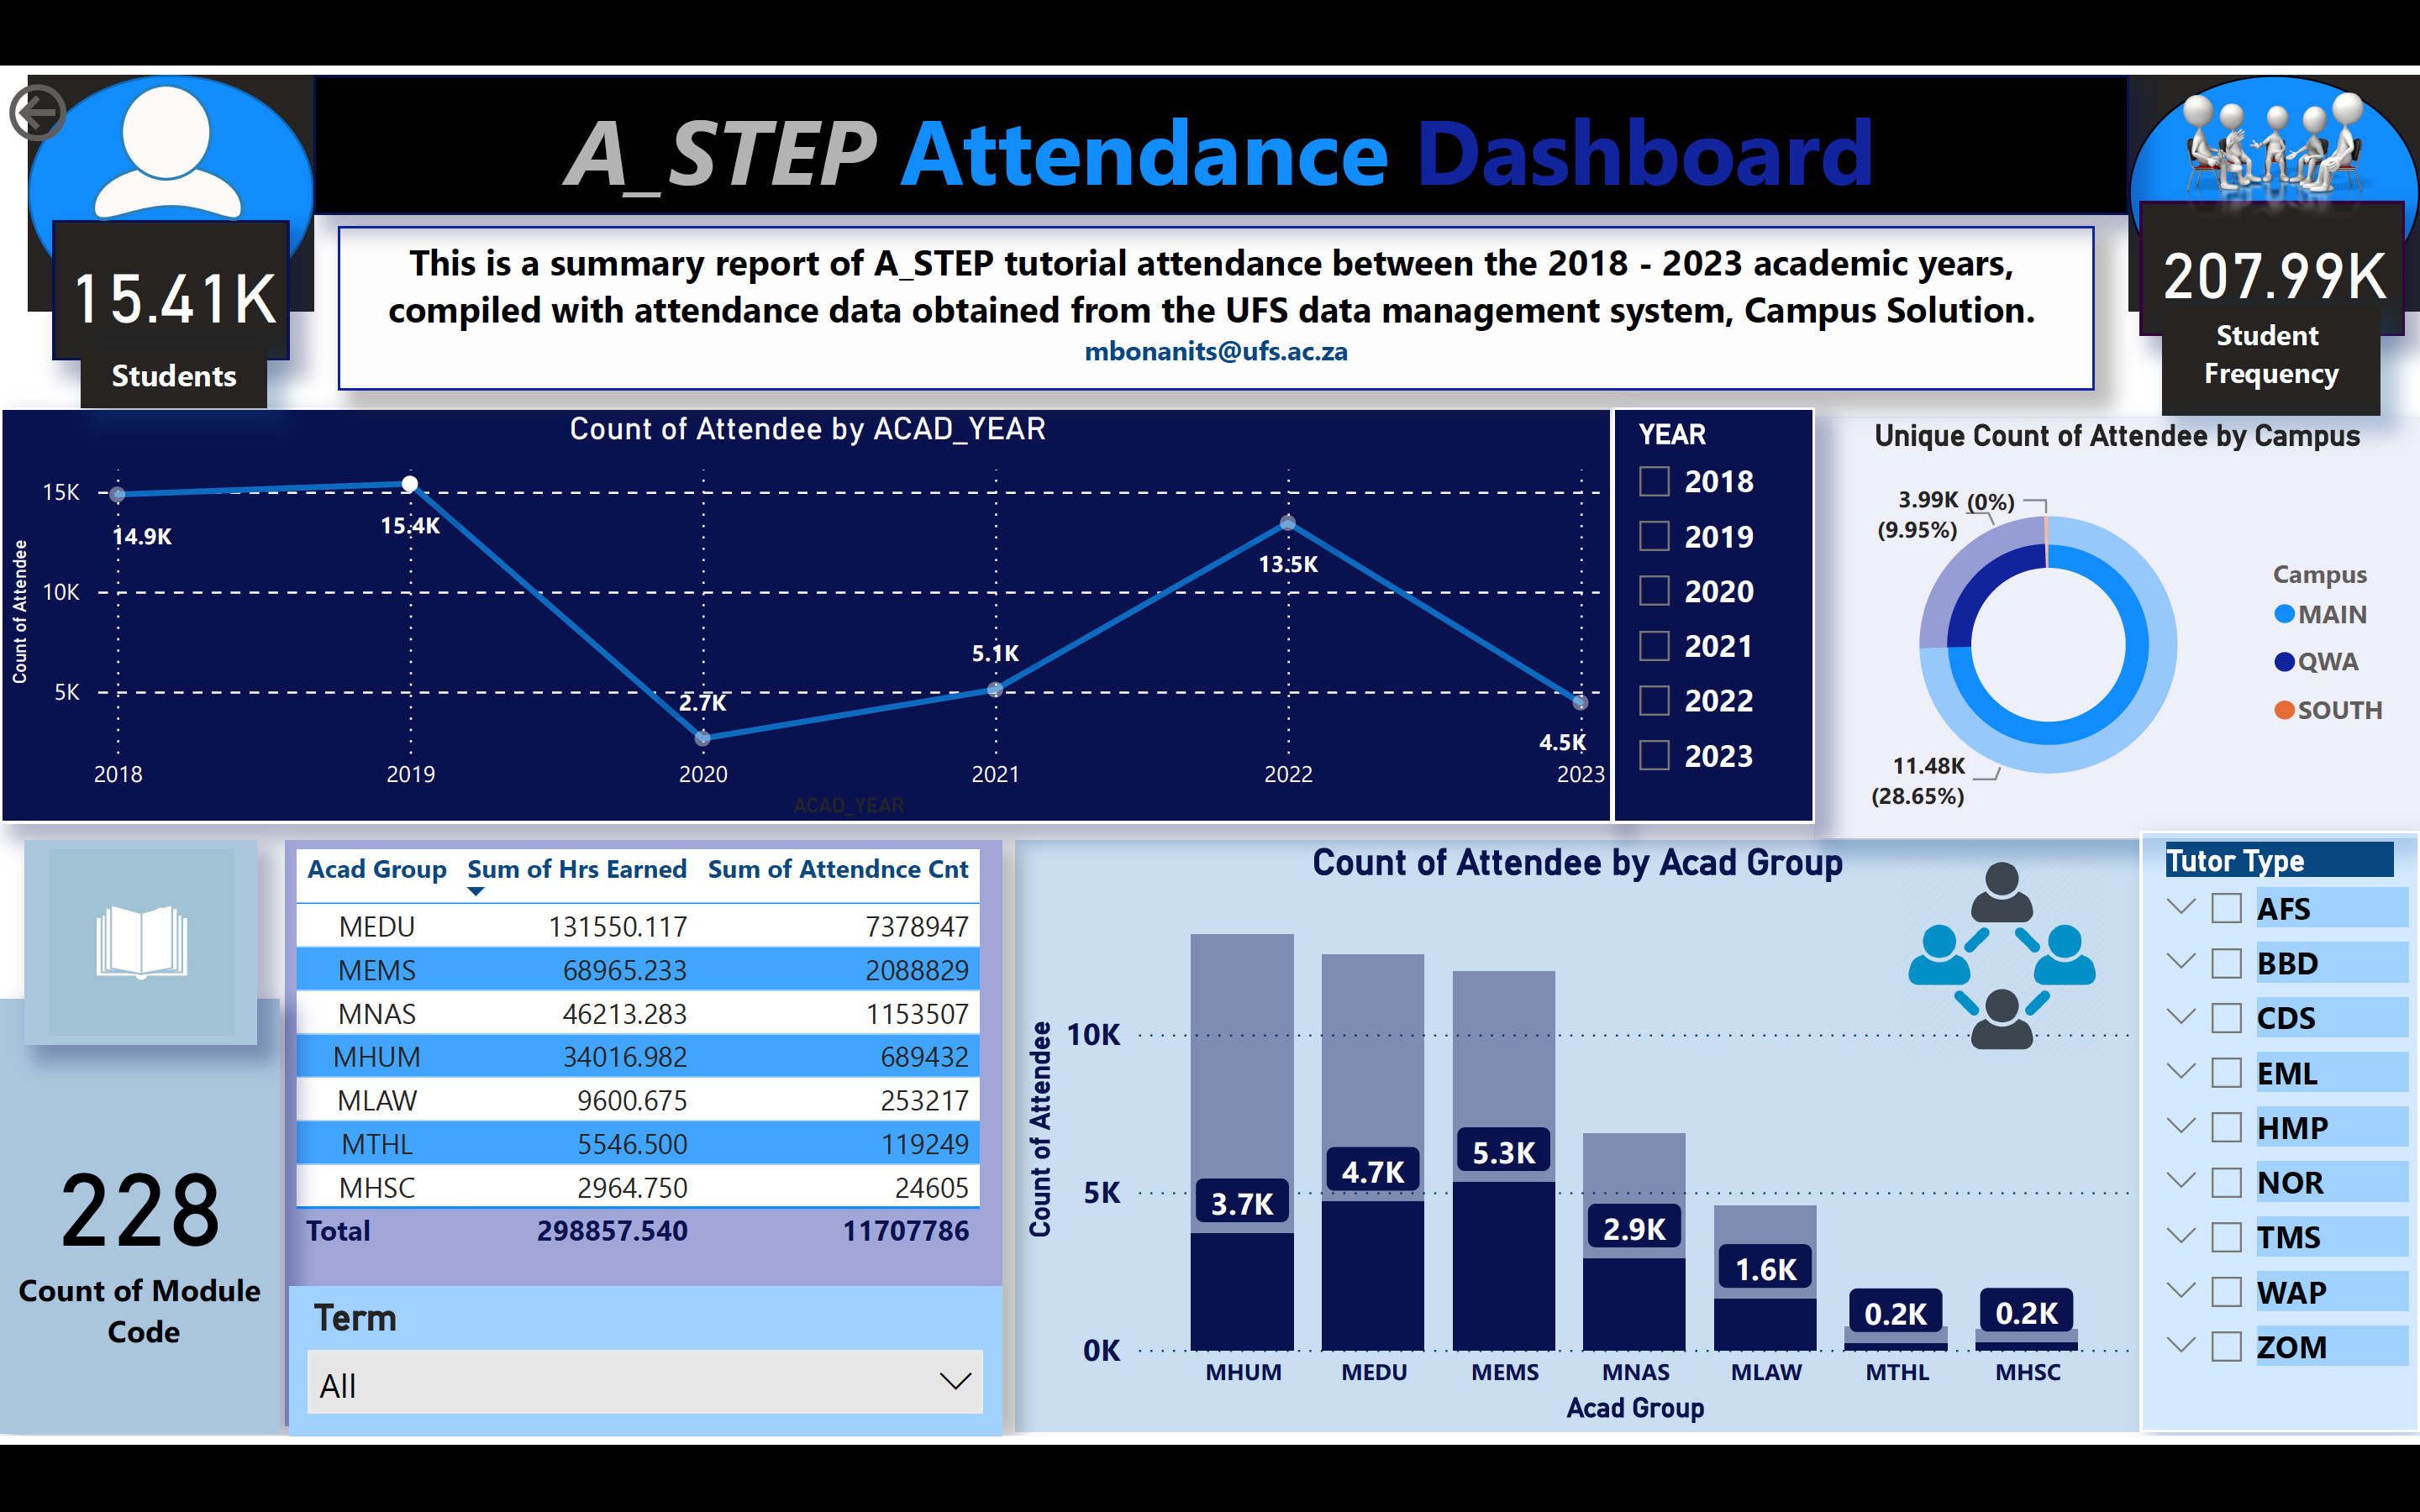 A_STEP Attendance Dashboard
15.41K
Students
This is a summary report of A_STEP tutorial attendance between the 2018 - 2023 academic years,
compiled with attendance data obtained from the UFS data management system, Campus Solution.
mbonanits@ufs.ac.za
207.99K
Student
Frequency
Count of Attendee by ACAD_YEAR
Count of Attendee
15K
10K
5K
14.9K
15.4K
2.7K
5.1K
13.5K
4.5K
2018 2019 2020 2021 2022 2023
ACAD_YEAR
YEAR
2018
2019
2020
2021
2022
2023
Unique Count of Attendee by Campus
3.99K (0%)
(9.95%)
11.48K
(28.65%)
Campus
MAIN
QWA
SOUTH
228
Count of Module
Code
Acad Group Sum of Hrs Earned Sum of Attendnce Cnt
MEDU 131550.117 7378947
MEMS 68965.233 2088829
MNAS 46213.283 1153507
MHUM 34016.982 689432
MLAW 9600.675 253217
MTHL 5546.500 119249
MHSC 2964.750 24605
Total 298857.540 11707786
Term
All
Count of Attendee by Acad Group
Count of Attendee
10K
5K
0K
3.7K
4.7K
5.3K
2.9K
1.6K
0.2K
0.2K
MHUM MEDU MEMS MNAS MLAW MTHL MHSC
Acad Group
Tutor Type
AFS
BBD
CDS
EML
HMP
NOR
TMS
WAP
ZOM